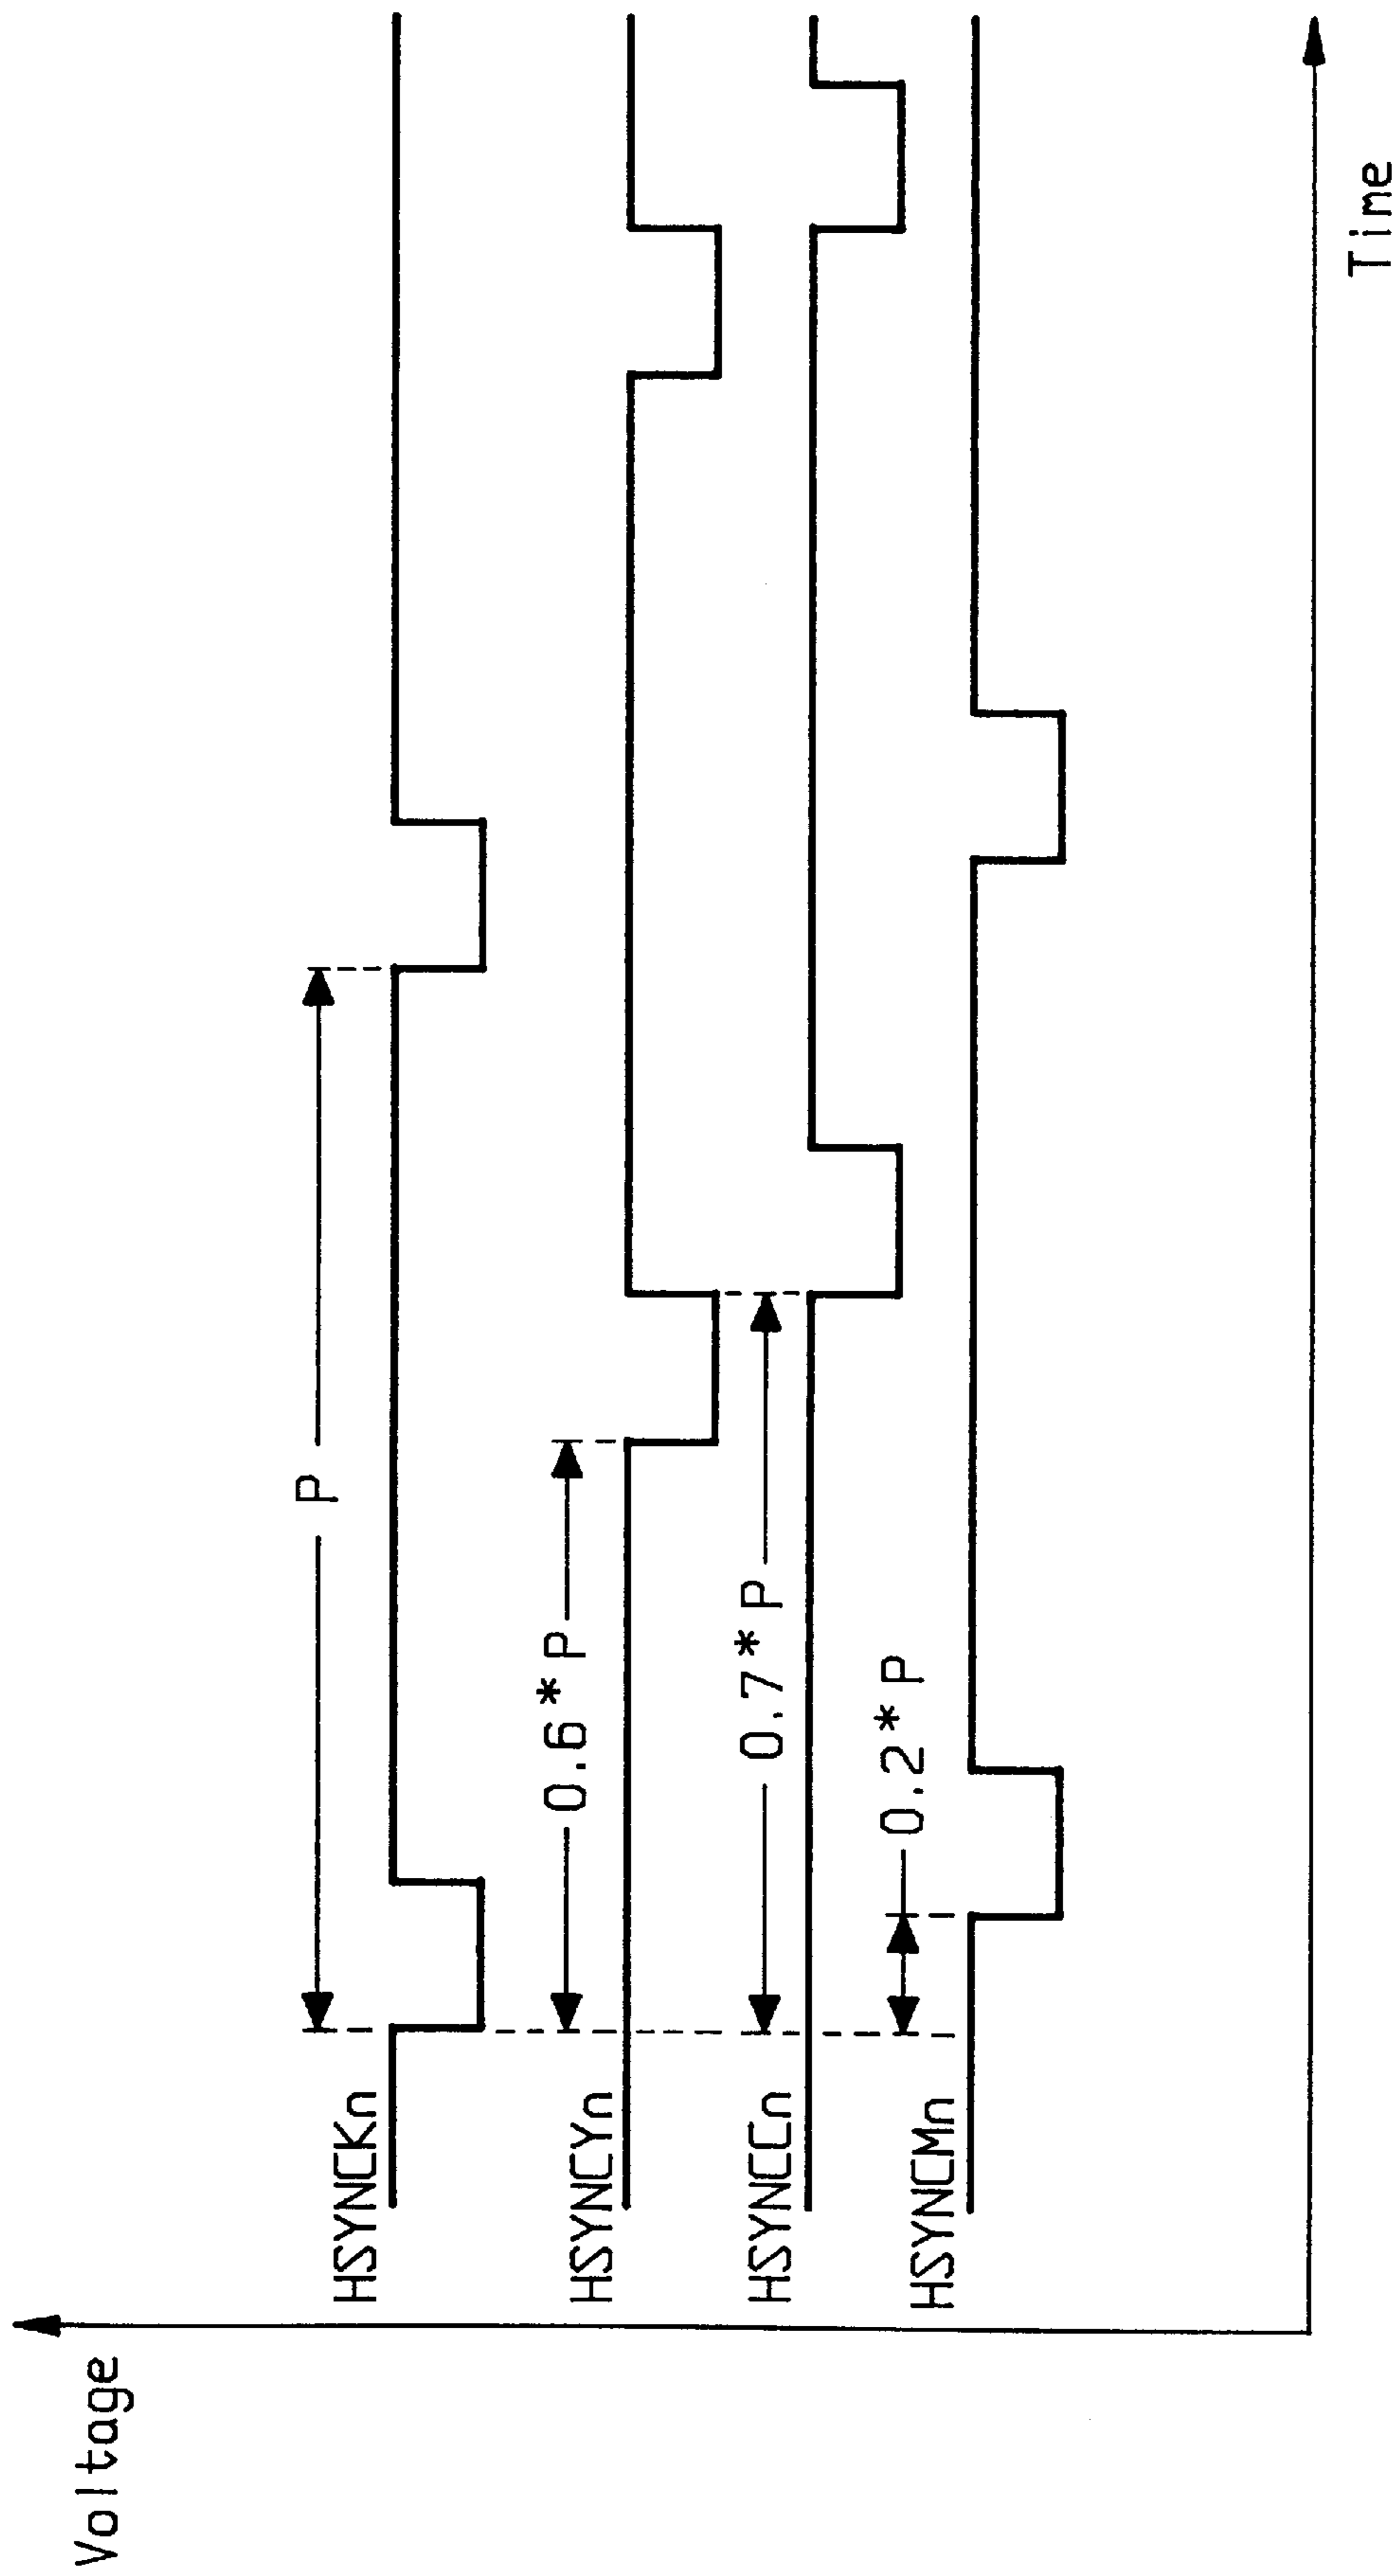 Voltage
HSYNCKn
P
HSYNCYn
0.6*P
HSYNCCn
0.7*P
HSYNCMn
0.2*P
Time